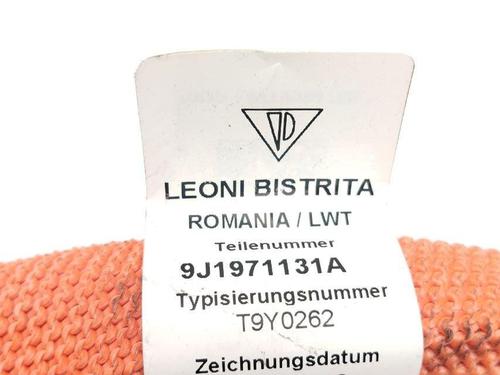 LEONI BISTRITA
ROMANIA / LWT
Teilenummer
9J1971131A
Typisierungsnummer
T9Y0262
Zeichnungsdatum